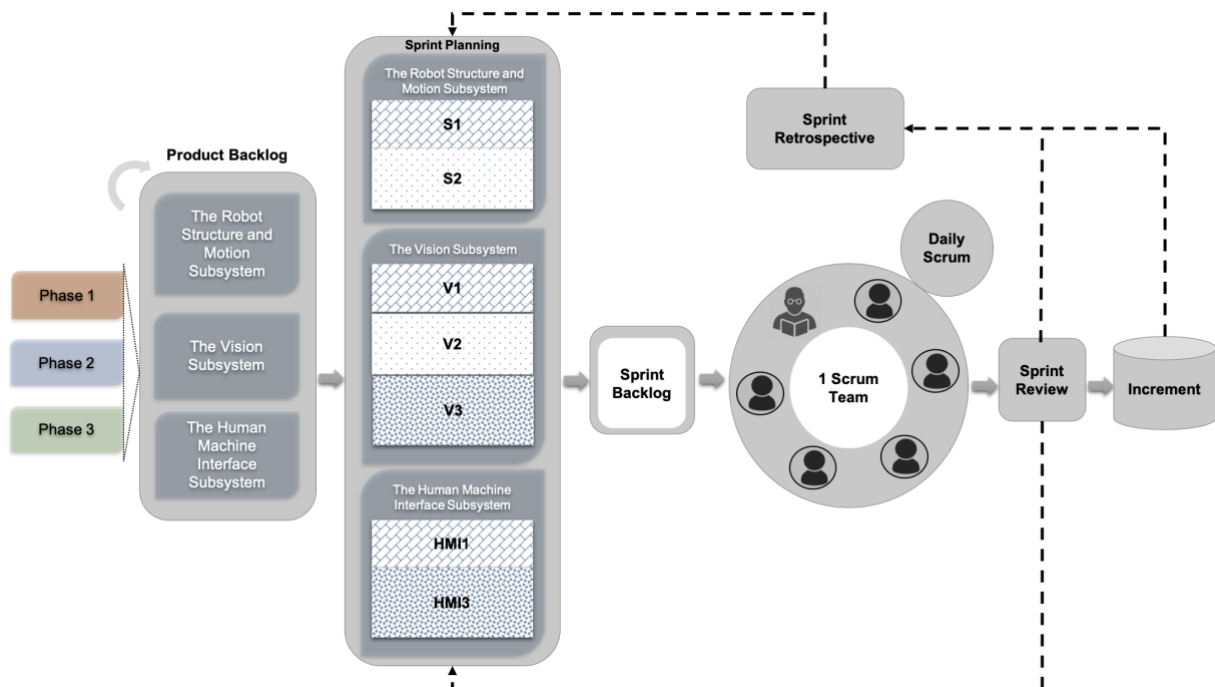 Phase 1
Phase 2
Phase 3
Product Backlog
The Robot
Structure and
Motion
Subsystem
The Vision
Subsystem
The Human
Machine
Interface
Subsystem
Sprint Planning
The Robot Structure and
Motion Subsystem
S1
S2
The Vision Subsystem
V1
V2
V3
The Human Machine
Interface Subsystem
HMI1
HMI3
Sprint
Backlog
1 Scrum
Team
Daily
Scrum
Sprint
Retrospective
Sprint
Review
Increment